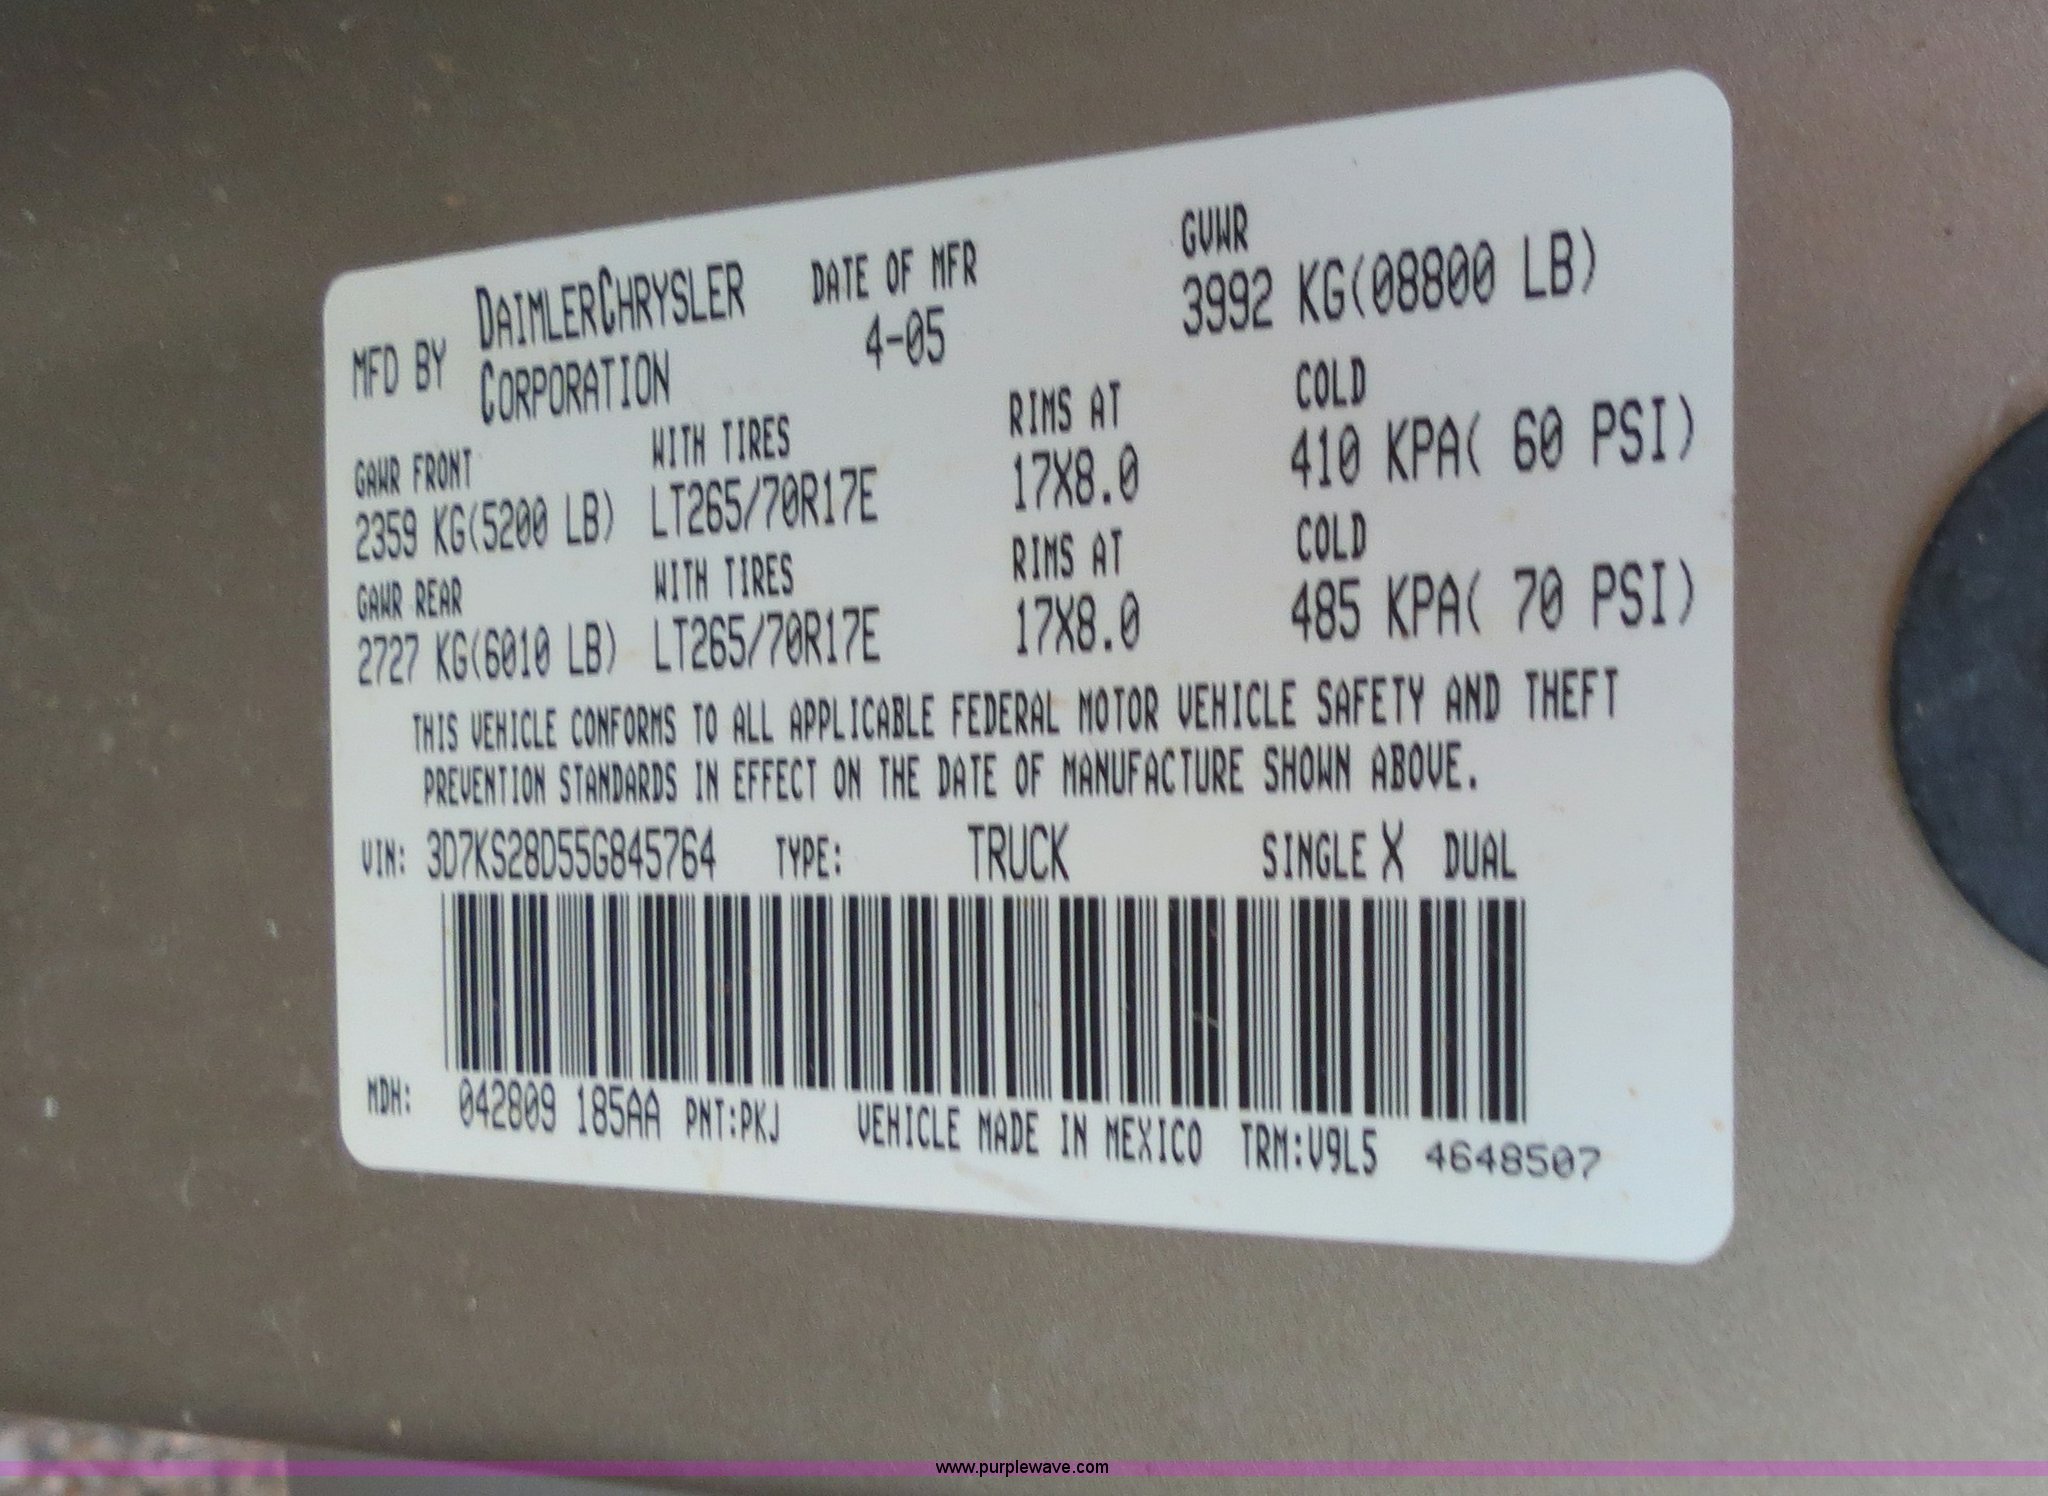 MFD BY DAIMLERCHRYSLER CORPORATION DATE OF MFR 4-05 GVWR 3992 KG(08800 LB)
GAWR FRONT WITH TIRES RIMS AT COLD
2359 KG(5200 LB) LT265/70R17E 17X8.0 410 KPA( 60 PSI)
GAWR REAR WITH TIRES RIMS AT COLD
2727 KG(6010 LB) LT265/70R17E 17X8.0 485 KPA( 70 PSI)
THIS VEHICLE CONFORMS TO ALL APPLICABLE FEDERAL MOTOR VEHICLE SAFETY AND THEFT
PREVENTION STANDARDS IN EFFECT ON THE DATE OF MANUFACTURE SHOWN ABOVE.
VIN: 3D7KS28D55G845764 TYPE: TRUCK SINGLE X DUAL
MDH: 042809 185AA PNT:PKJ VEHICLE MADE IN MEXICO TRM:V9L5 4648507
www.purplewave.com